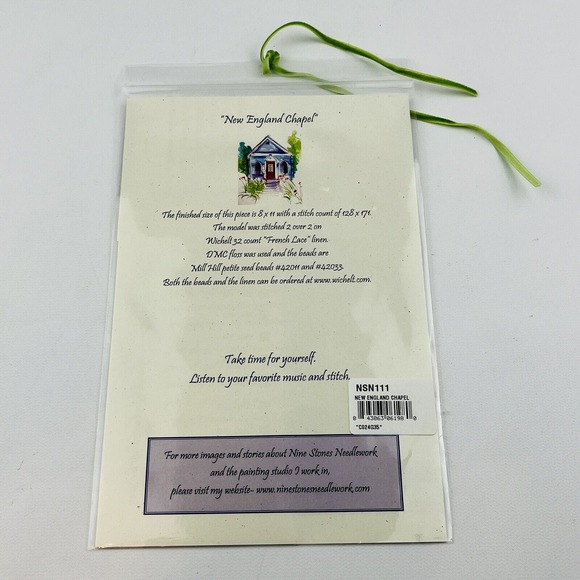 "New England Chapel"
The finished size of this piece is 8 x 11 with a stitch count of 128 x 171.
The model was stitched 2 over 2 on
Wichelt 32 count "French Lace" linen.
DMC floss was used and the beads are
Mill Hill petite seed beads #42011 and #42033.
Both the beads and the linen can be ordered at www.wichelt.com.
Take time for yourself.
Listen to your favorite music and stitch.
NSN111
NEW ENGLAND CHAPEL
8 43063 06198 0
"C024G35"
For more images and stories about Nine Stones Needlework
and the painting studio I work in,
please visit my website- www.ninestonesneedlework.com